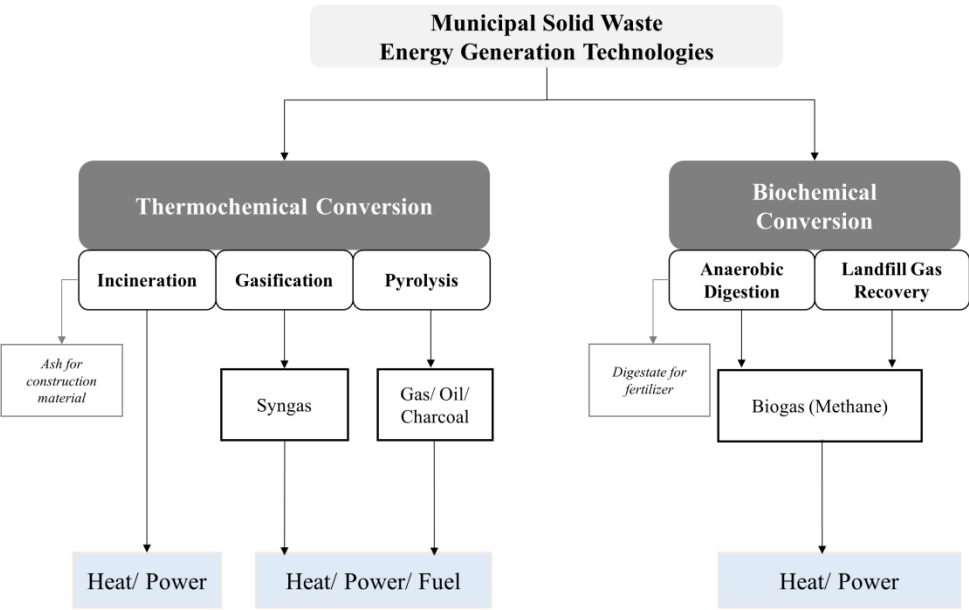 Municipal Solid Waste
Energy Generation Technologies
Thermochemical Conversion
Biochemical
Conversion
Incineration
Gasification
Pyrolysis
Anaerobic
Digestion
Landfill Gas
Recovery
Ash for
construction
material
Syngas
Gas/ Oil/
Charcoal
Digestate for
fertilizer
Biogas (Methane)
Heat/ Power
Heat/ Power/ Fuel
Heat/ Power